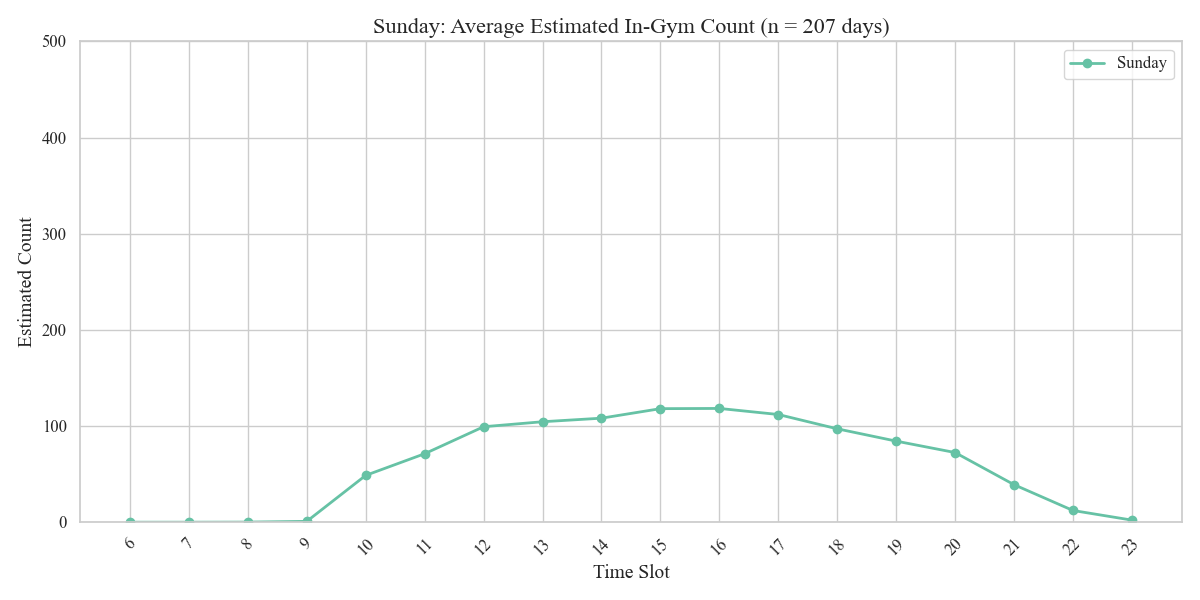 Sunday: Average Estimated In-Gym Count (n = 207 days)
Sunday
Estimated Count
500
400
300
200
100
0
6 7 8 9 10 11 12 13 14 15 16 17 18 19 20 21 22 23
Time Slot